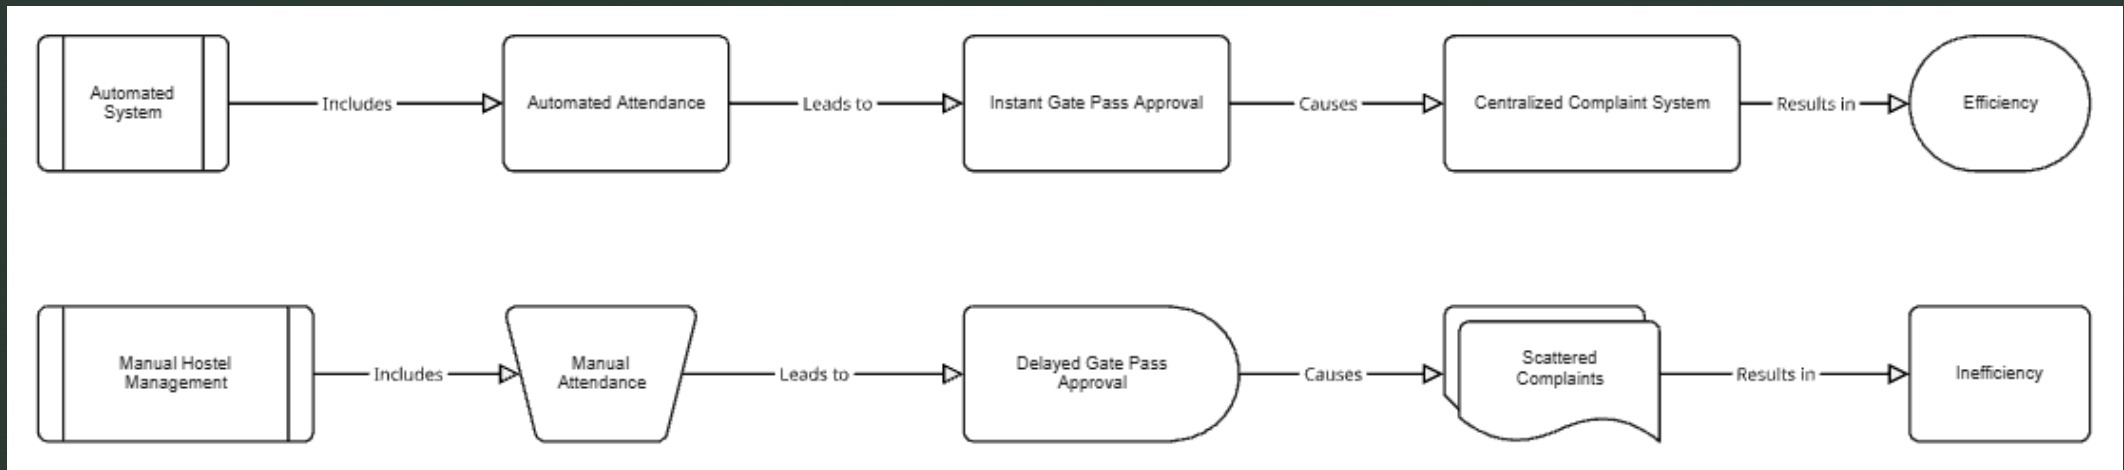 Automated
System
Includes
Automated Attendance
Leads to
Instant Gate Pass Approval
Causes
Centralized Complaint System
Results in
Efficiency
Manual Hostel
Management
Includes
Manual
Attendance
Leads to
Delayed Gate Pass
Approval
Causes
Scattered
Complaints
Results in
Inefficiency